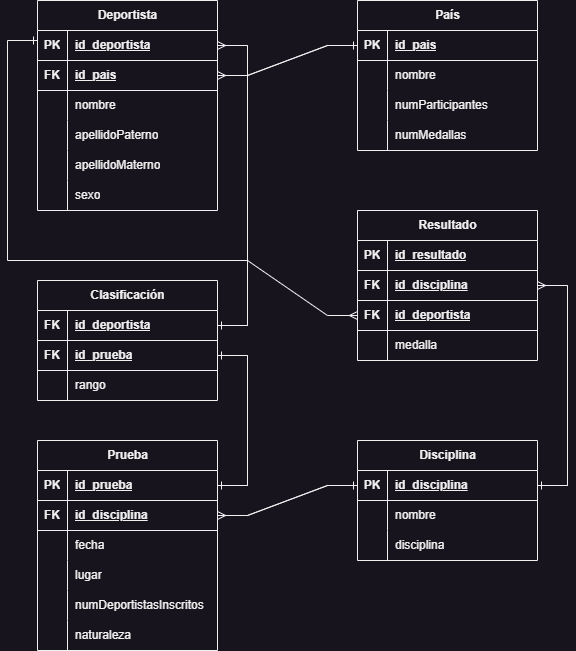 Deportista
PK id_deportista
FK id_pais
nombre
apellidoPaterno
apellidoMaterno
sexo
País
PK id_pais
nombre
numParticipantes
numMedallas
Resultado
PK id_resultado
FK id_disciplina
FK id_deportista
medalla
Clasificación
FK id_deportista
FK id_prueba
rango
Prueba
PK id_prueba
FK id_disciplina
fecha
lugar
numDeportistasInscritos
naturaleza
Disciplina
PK id_disciplina
nombre
disciplina